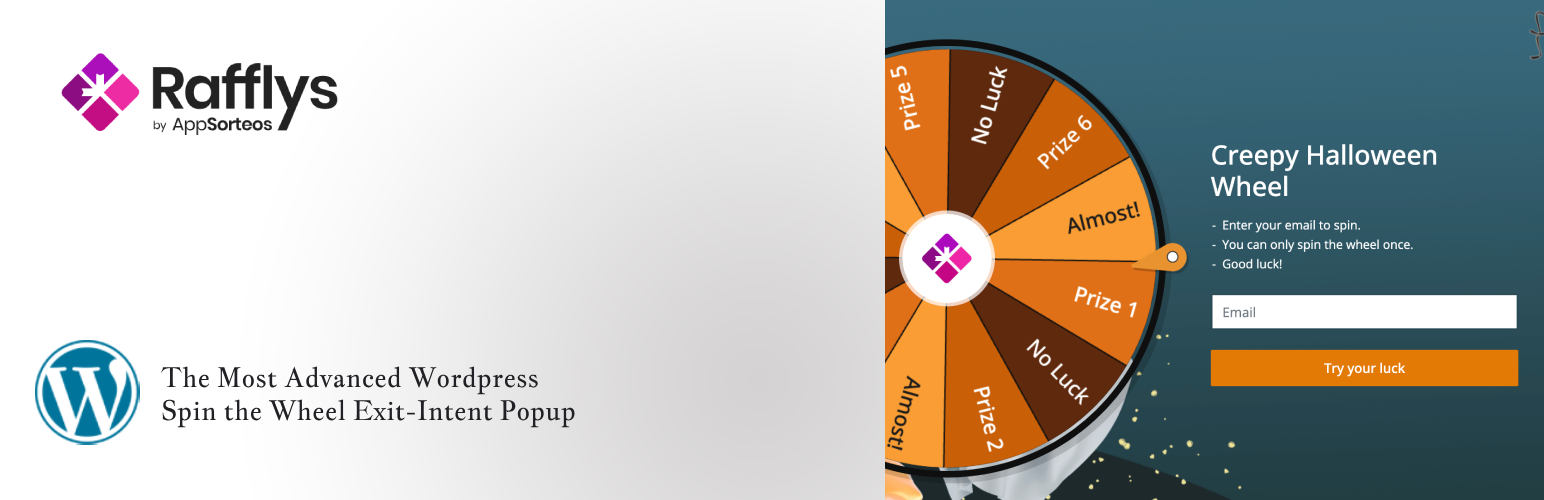 Rafflys
by AppSorteos
The Most Advanced Wordpress
Spin the Wheel Exit-Intent Popup
Prize 5
No Luck
Prize 6
Almost!
Prize 1
No Luck
Prize 2
Almost!
Creepy Halloween
Wheel
- Enter your email to spin.
- You can only spin the wheel once.
- Good luck!
Email
Try your luck